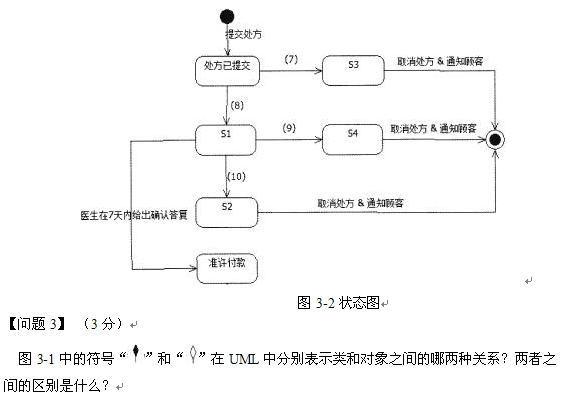 提交处方
处方已提交
(7)
S3
取消处方 & 通知顾客
(8)
S1
(9)
S4
取消处方 & 通知顾客
(10)
医生在7天内给出确认答复
S2
取消处方 & 通知顾客
准许付款
图 3-2 状态图
【问题 3】 （3 分）
图 3-1 中的符号“ ”和“ ”在 UML 中分别表示类和对象之间的哪两种关系？两者之
间的区别是什么？